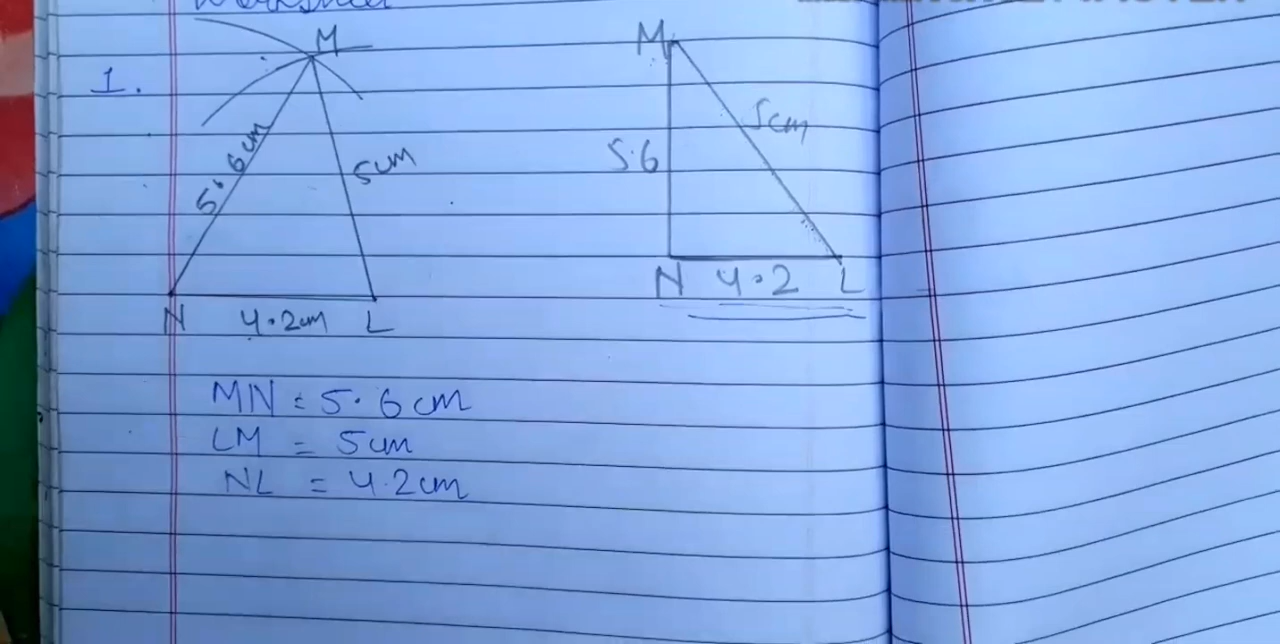 Worksheet
1.
M
5.6cm
5cm
N 4.2cm L
M
5.6
5cm
N 4.2 L
MN = 5.6cm
LM = 5cm
NL = 4.2cm